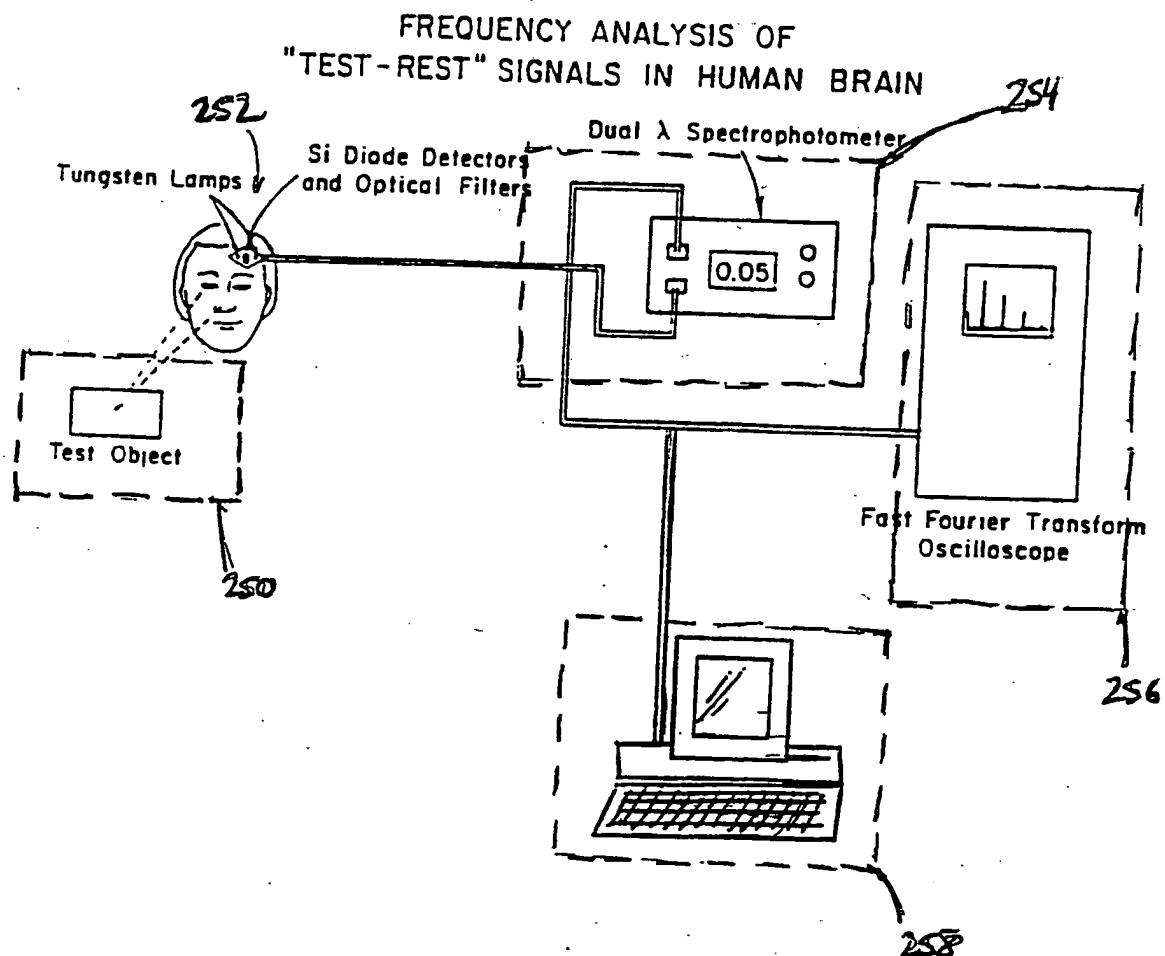 FREQUENCY ANALYSIS OF
"TEST-REST" SIGNALS IN HUMAN BRAIN
252
254
Dual λ Spectrophotometer
Si Diode Detectors
and Optical Filters
Tungsten Lamps
0.05
Test Object
250
Fast Fourier Transform
Oscilloscope
256
258